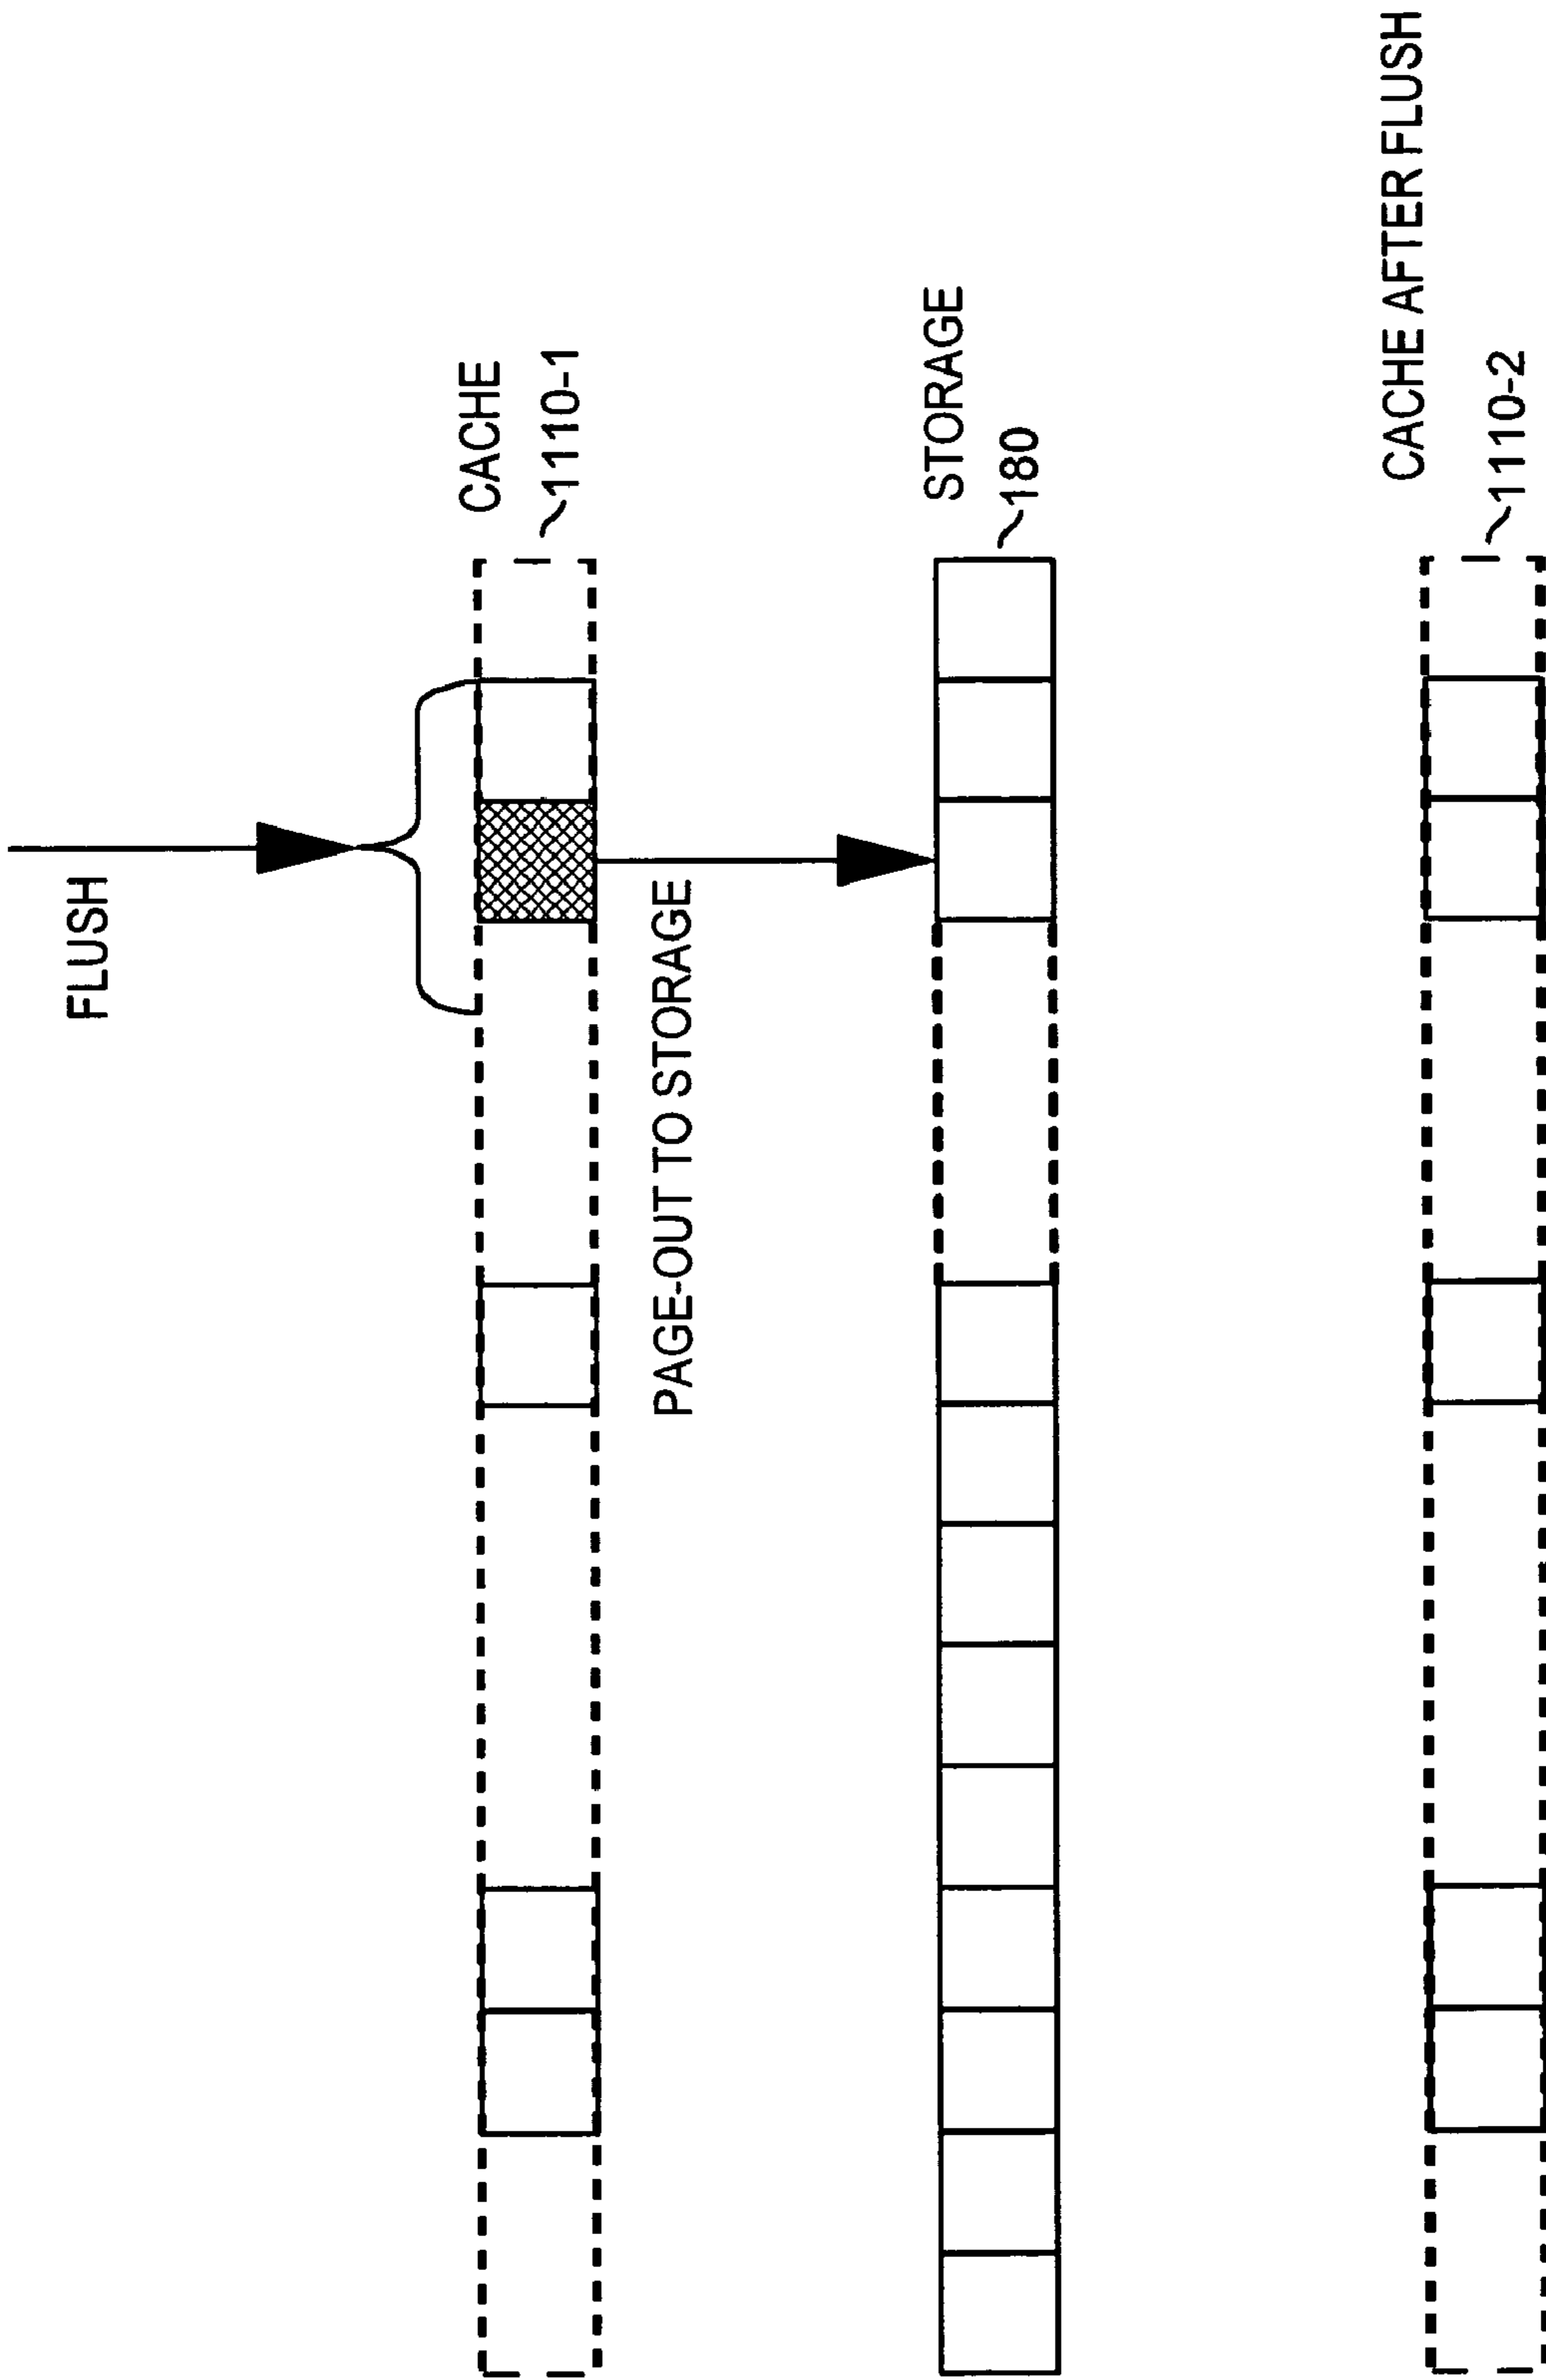 FLUSH
CACHE
1110-1
PAGE-OUT TO STORAGE
STORAGE
180
CACHE AFTER FLUSH
1110-2